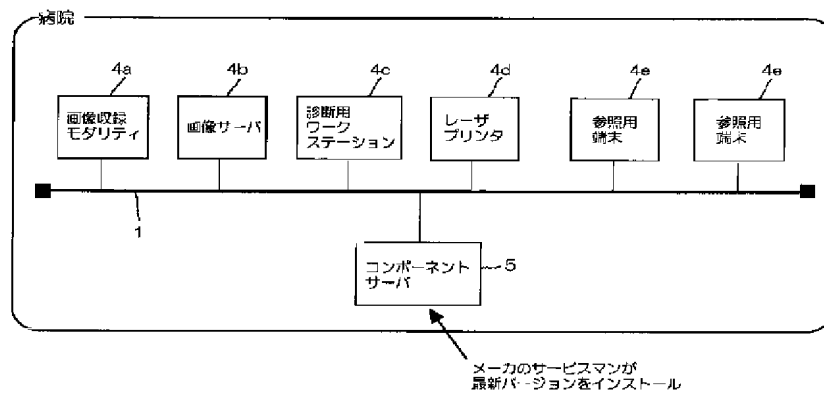 病院
4a
4b
4c
4d
4e
4e
画像収録
モダリティ
画像サーバ
診断用
ワーク
ステーション
レーザ
プリンタ
参照用
端末
参照用
端末
1
コンポーネント
サーバ
5
メーカのサービスマンが
最新バージョンをインストール